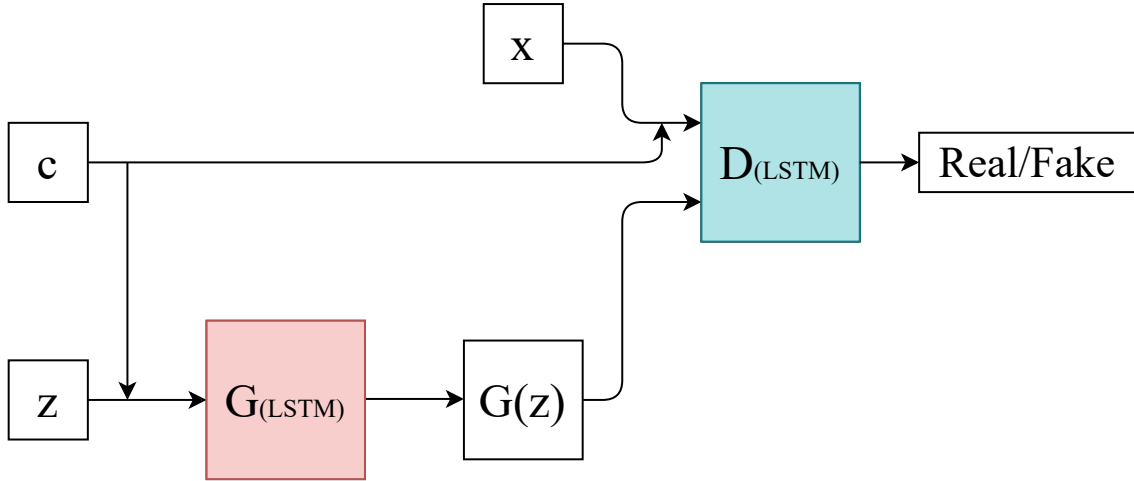 x
c
D(LSTM)
Real/Fake
z
G(LSTM)
G(z)